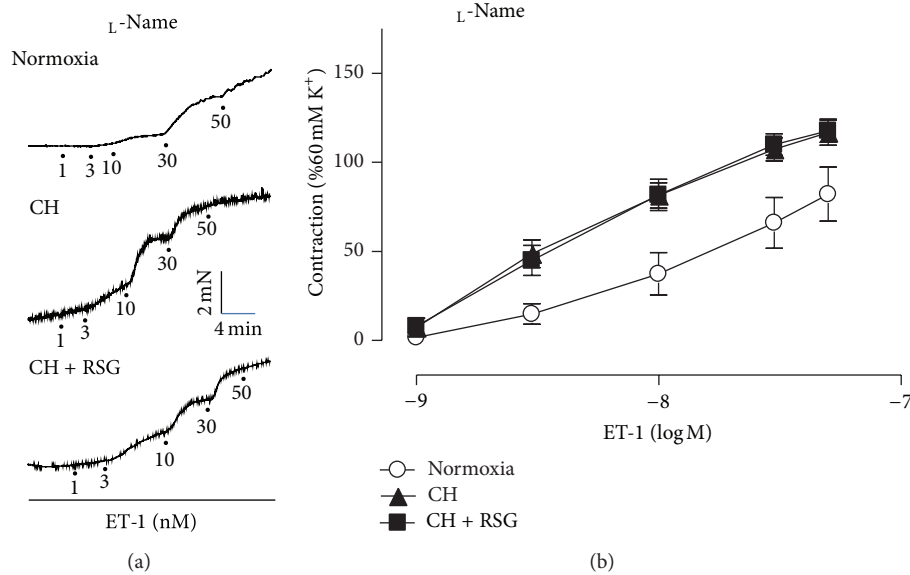 L-Name
Normoxia
1 3 10 30 50
CH
1 3 10 30 50
2 mN
4 min
CH + RSG
1 3 10 30 50
ET-1 (nM)
(a)
L-Name
Contraction (%60 mM K+)
150
100
50
0
−9 −8 −7
ET-1 (log M)
Normoxia
CH
CH + RSG
(b)